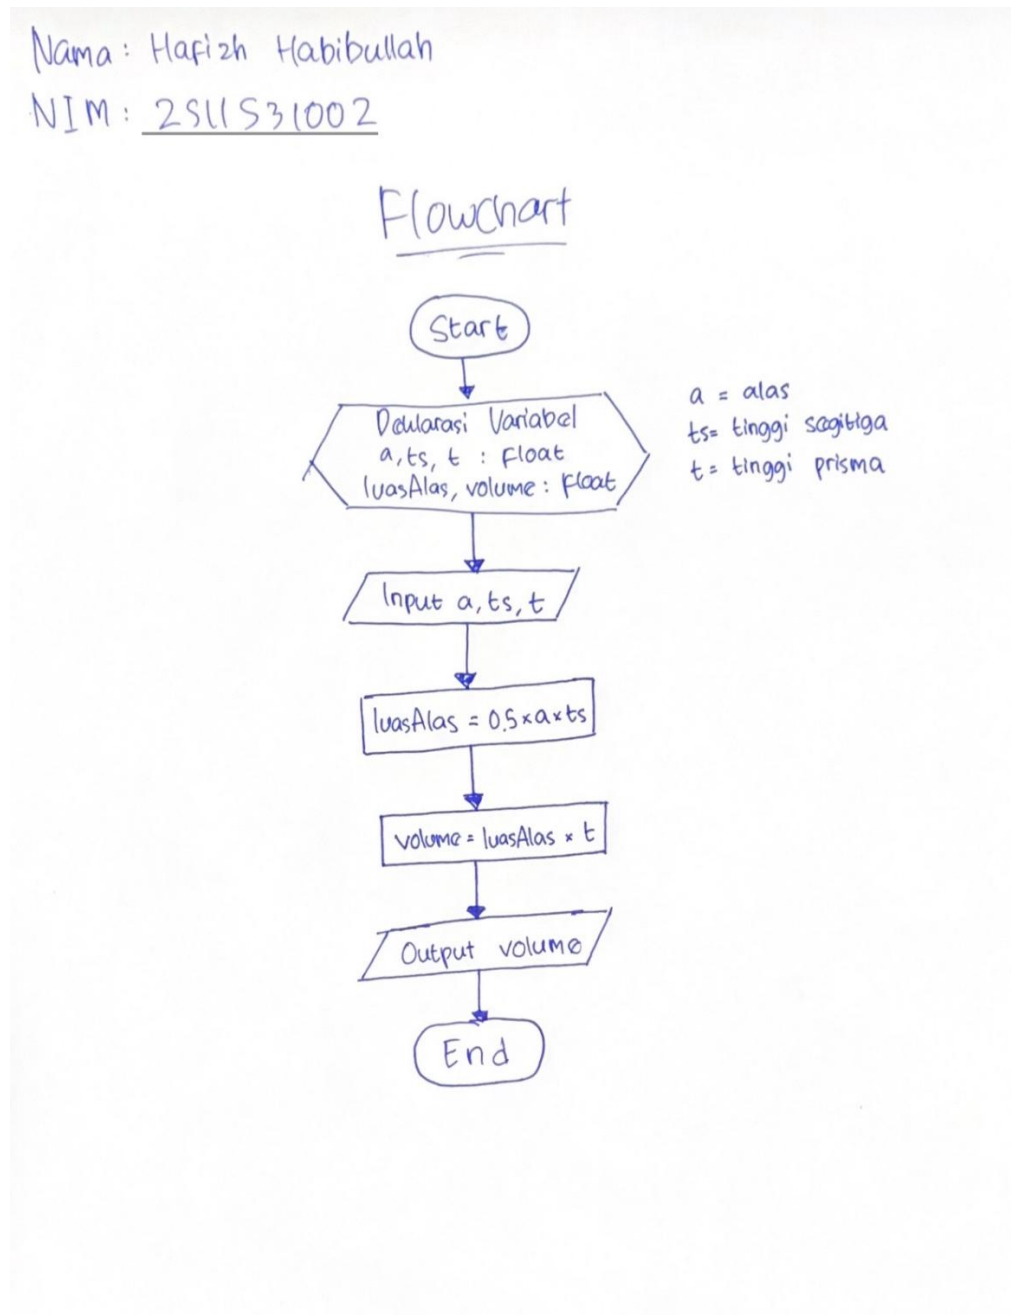 Nama: Hafizh Habibullah
NIM: 2511531002
Flowchart
Start
Deklarasi Variabel
a, ts, t : Float
luasAlas, volume : Float
a = alas
ts = tinggi segitiga
t = tinggi prisma
Input a, ts, t
luasAlas = 0,5 × a × ts
volume = luasAlas × t
Output volume
End